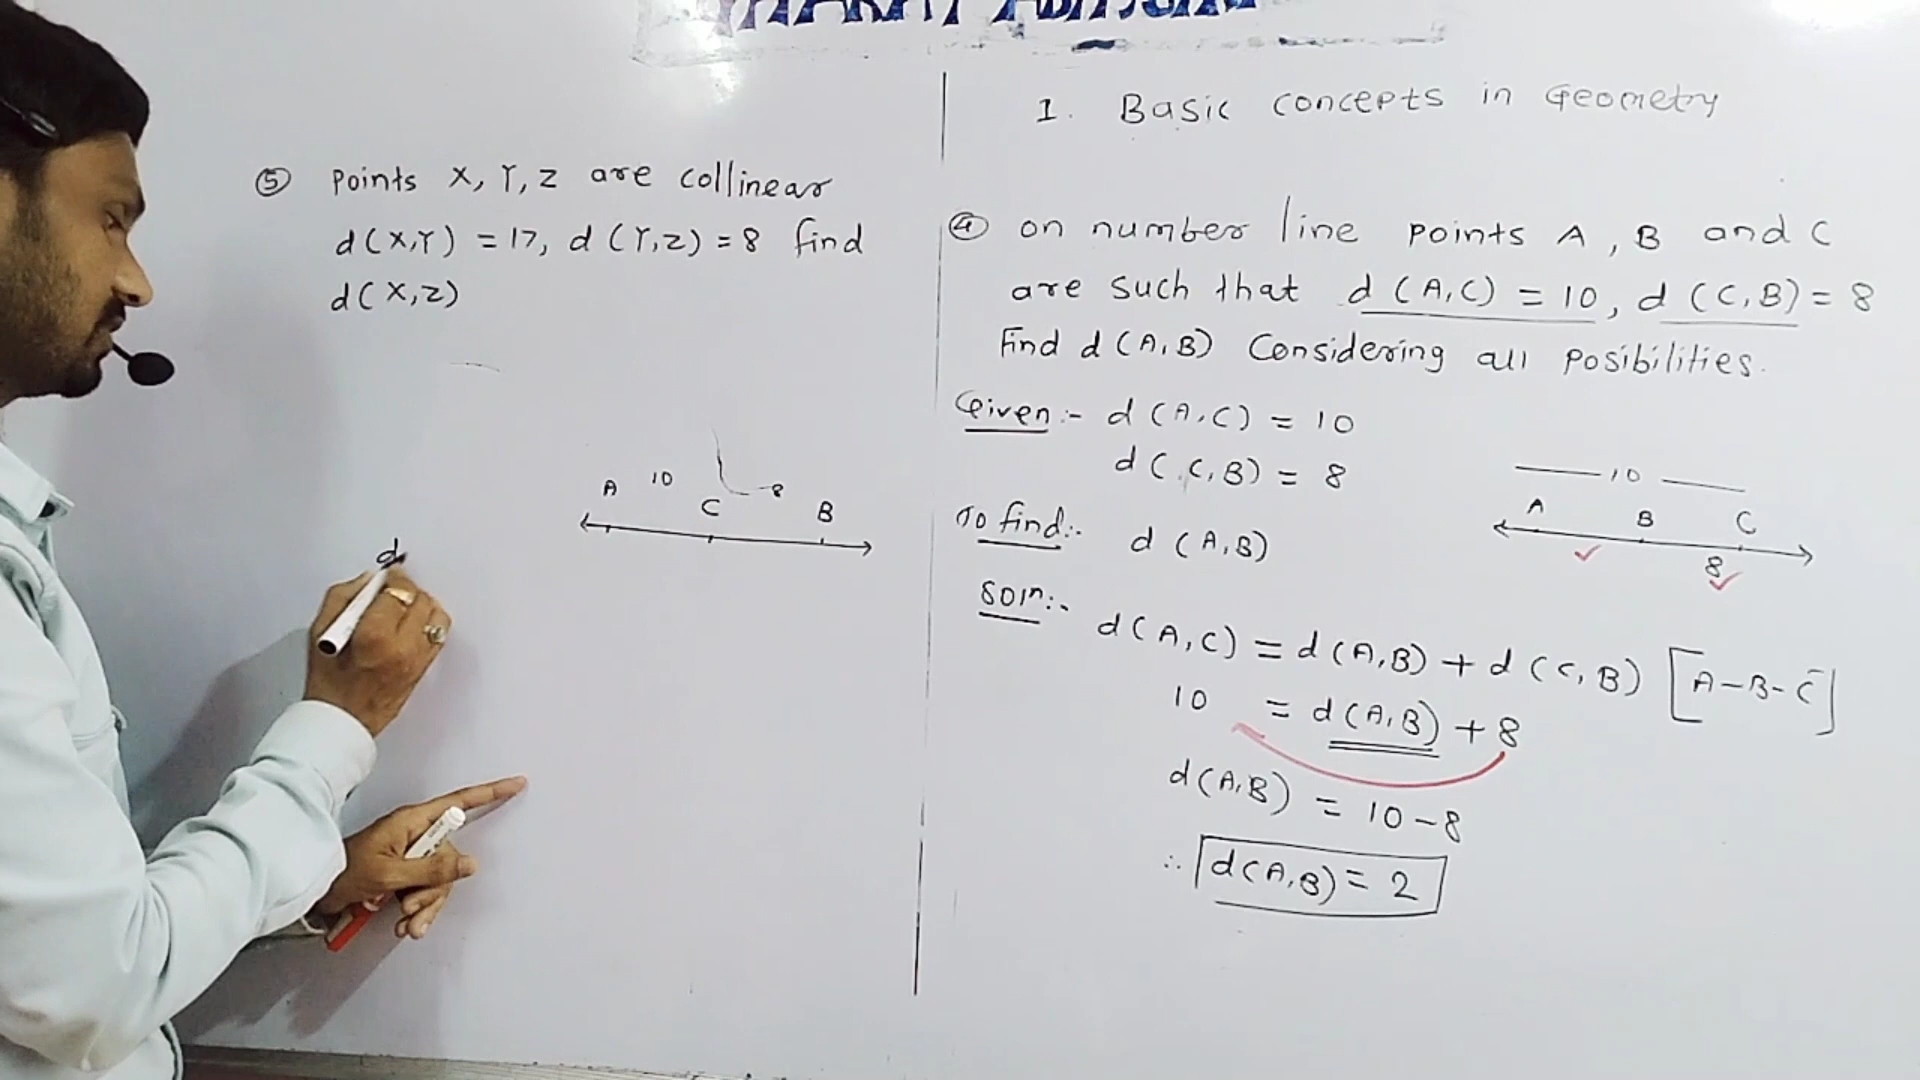 ⑤ points X, Y, Z are collinear
d(X,Y) = 17, d(Y,Z) = 8 find
d(X,Z)
A 10 C 8 B
d
1. Basic concepts in Geometry
④ on number line points A, B and C
are such that d(A,C) = 10, d(C,B) = 8
Find d(A,B) Considering all posibilities.
Given:- d(A,C) = 10
d(C,B) = 8
To find:- d(A,B)
10
A B C
8
Soln:-
d(A,C) = d(A,B) + d(C,B) [A-B-C]
10 = d(A,B) + 8
d(A,B) = 10-8
∴ d(A,B) = 2